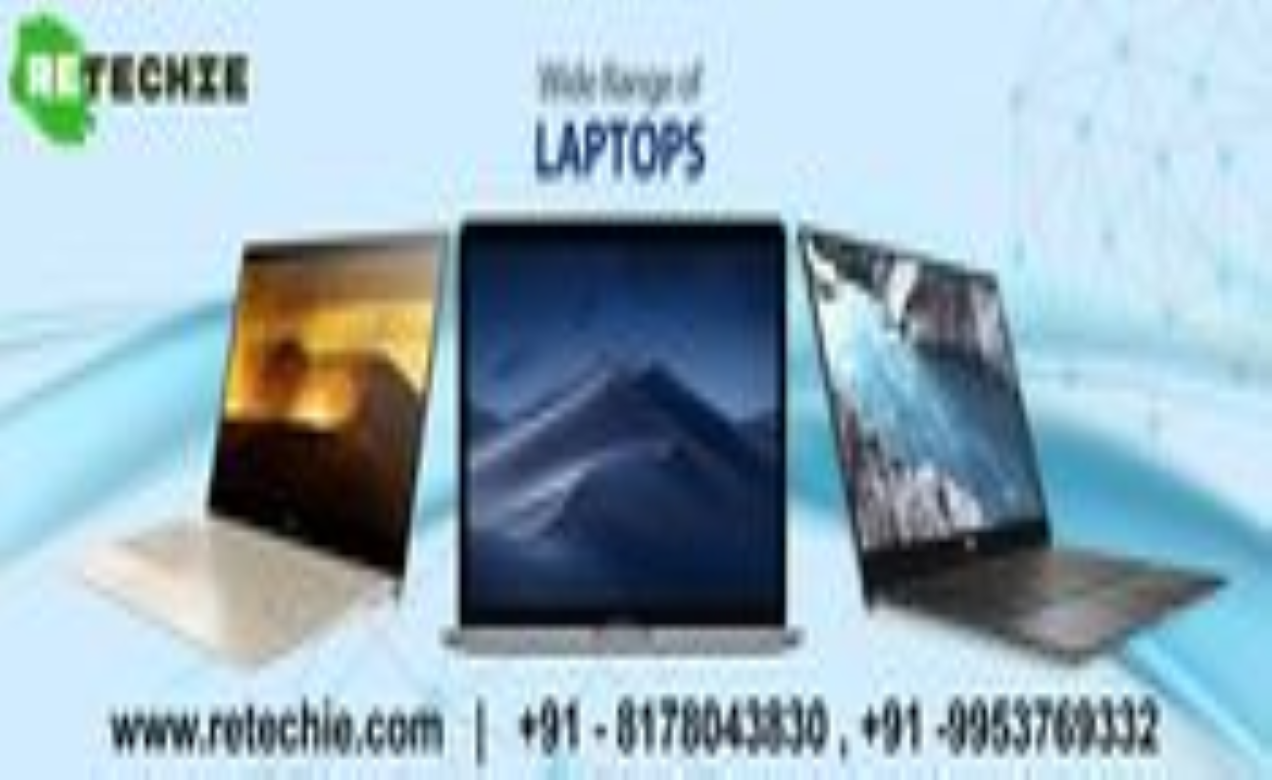 RETECHIE
Wide Range of
LAPTOPS
www.retechie.com | +91 - 8178043830 , +91 -9953769332